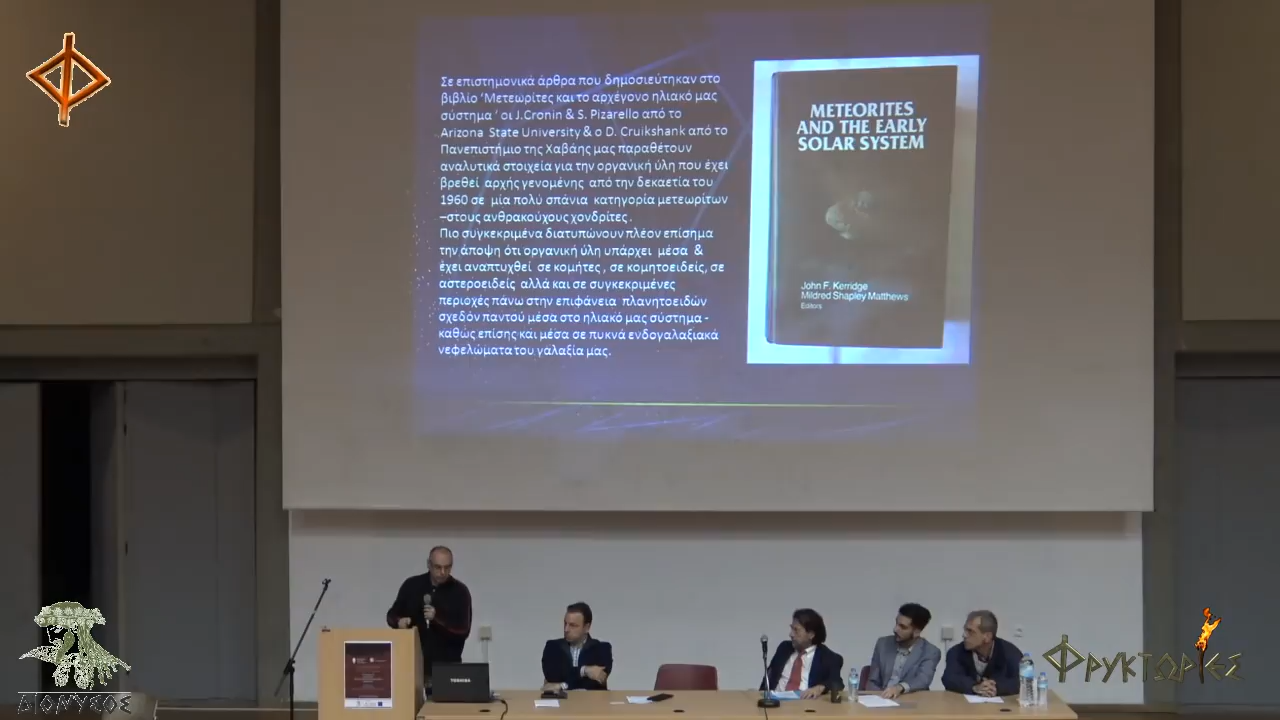 Σε επιστημονικά άρθρα που δημοσιεύτηκαν στο
βιβλίο 'Μετεωρίτες και το αρχέγονο ηλιακό μας
σύστημα ' οι J.Cronin & S. Pizarello από το
Arizona State University & ο D. Cruikshank από το
Πανεπιστήμιο της Χαβάης μας παραθέτουν
αναλυτικά στοιχεία για την οργανική ύλη που έχει
βρεθεί αρχής γενομένης από την δεκαετία του
1960 σε μία πολύ σπάνια κατηγορία μετεωρίτων
–στους ανθρακούχους χονδρίτες .
Πιο συγκεκριμένα διατυπώνουν πλέον επίσημα
την άποψη ότι οργανική ύλη υπάρχει μέσα &
έχει αναπτυχθεί σε κομήτες , σε κομητοειδείς, σε
αστεροειδείς αλλά και σε συγκεκριμένες
περιοχές πάνω στην επιφάνεια πλανητοειδών
σχεδόν παντού μέσα στο ηλιακό μας σύστημα -
καθώς επίσης και μέσα σε πυκνά ενδογαλαξιακά
νεφελώματα του γαλαξία μας.
METEORITES
AND THE EARLY
SOLAR SYSTEM
John F. Kerridge
Mildred Shapley Matthews
Editors
TOSHIBA
ΔΙΟΝΥΣΟΣ
ΦΡΥΚΤΩΡΙΕΣ